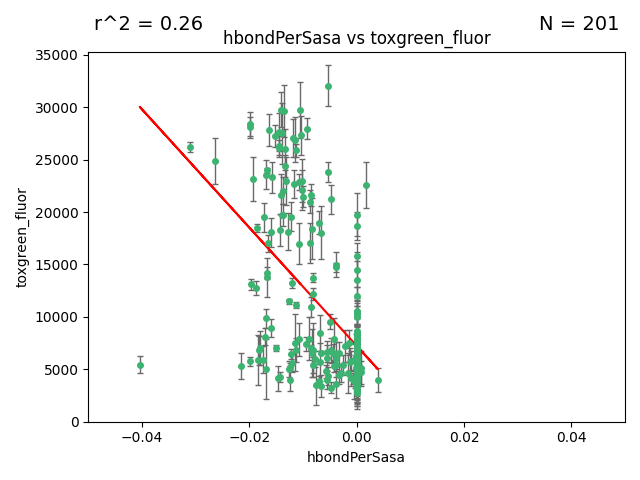 r^2 = 0.26
N = 201
hbondPerSasa vs toxgreen_fluor
35000
30000
25000
20000
15000
10000
5000
0
toxgreen_fluor
−0.04
−0.02
0.00
0.02
0.04
hbondPerSasa